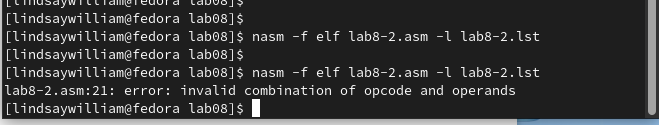 [lindsaywilliam@fedora lab08]$
[lindsaywilliam@fedora lab08]$
[lindsaywilliam@fedora lab08]$ nasm -f elf lab8-2.asm -l lab8-2.lst
[lindsaywilliam@fedora lab08]$
[lindsaywilliam@fedora lab08]$ nasm -f elf lab8-2.asm -l lab8-2.lst
lab8-2.asm:21: error: invalid combination of opcode and operands
[lindsaywilliam@fedora lab08]$